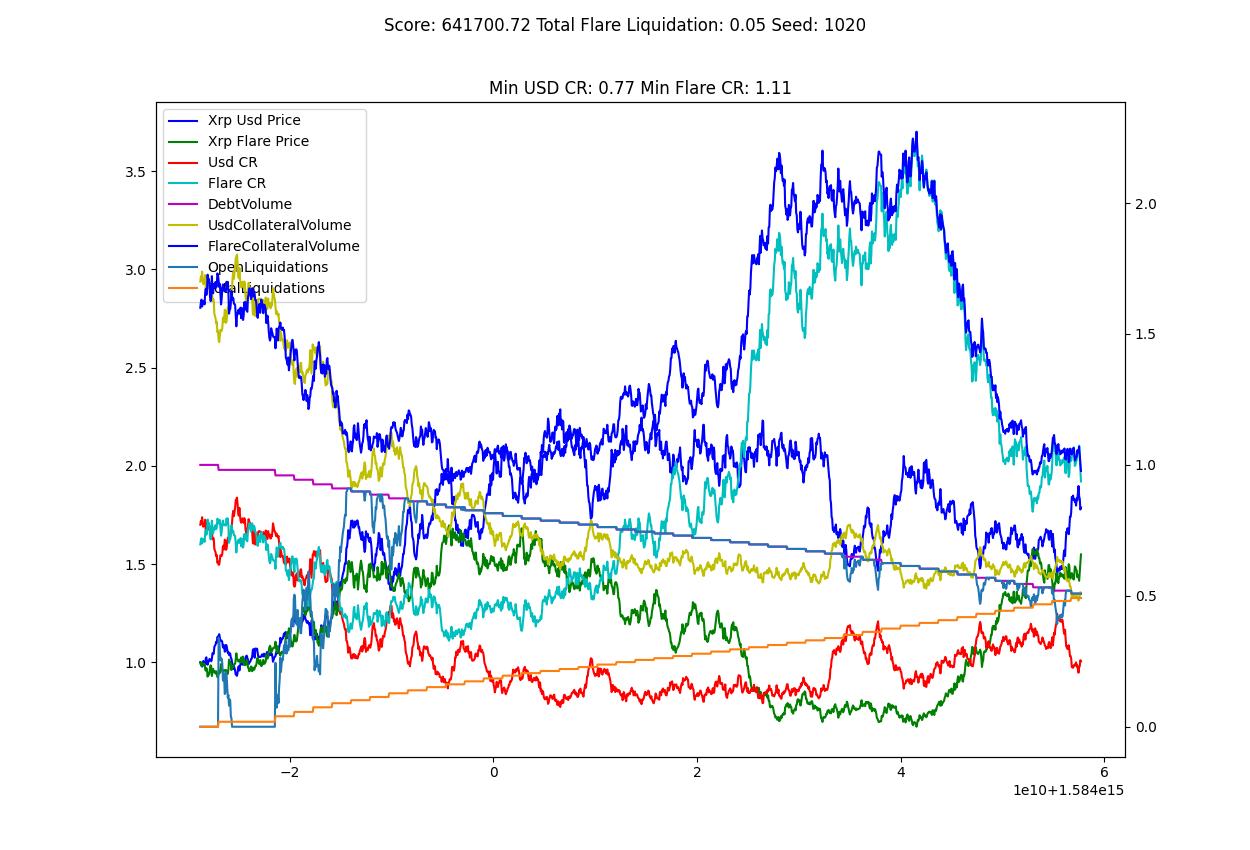 Score: 641700.72 Total Flare Liquidation: 0.05 Seed: 1020
Min USD CR: 0.77 Min Flare CR: 1.11
Xrp Usd Price
Xrp Flare Price
Usd CR
Flare CR
DebtVolume
UsdCollateralVolume
FlareCollateralVolume
OpenLiquidations
TotalLiquidations
3.5
3.0
2.5
2.0
1.5
1.0
2.0
1.5
1.0
0.5
0.0
−2
0
2
4
6
1e10+1.584e15